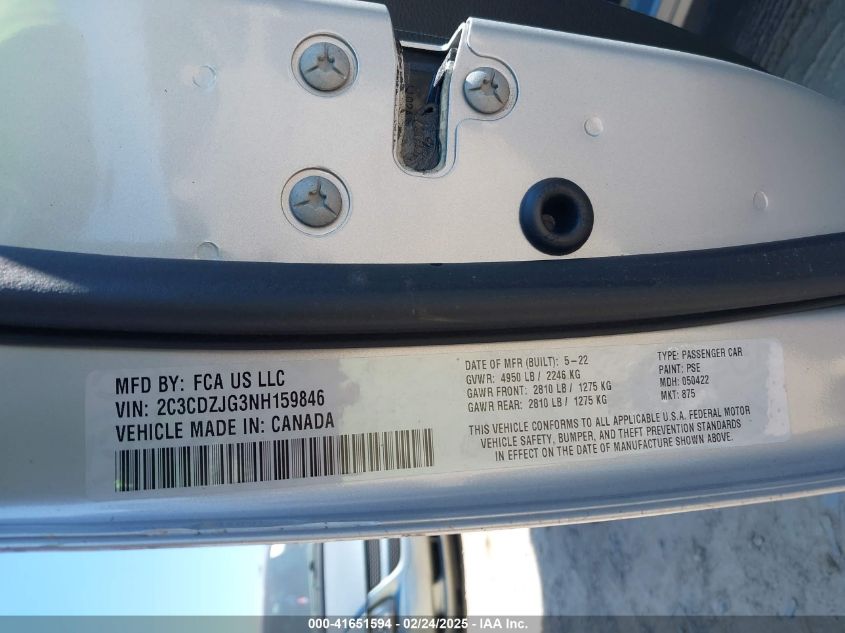 MFD BY: FCA US LLC
VIN: 2C3CDZJG3NH159846
VEHICLE MADE IN: CANADA
DATE OF MFR (BUILT): 5-22
GVWR: 4950 LB / 2246 KG
GAWR FRONT: 2810 LB / 1275 KG
GAWR REAR: 2810 LB / 1275 KG
TYPE: PASSENGER CAR
PAINT: PSE
MDH: 050422
MKT: 875
THIS VEHICLE CONFORMS TO ALL APPLICABLE U.S.A. FEDERAL MOTOR
VEHICLE SAFETY, BUMPER, AND THEFT PREVENTION STANDARDS
IN EFFECT ON THE DATE OF MANUFACTURE SHOWN ABOVE.
000-41651594 - 02/24/2025 - IAA Inc.